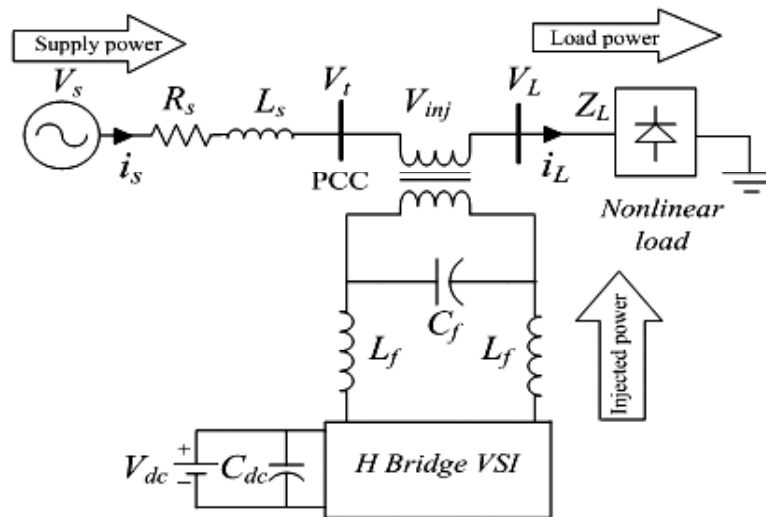 Supply power
Load power
Vs
Rs
Ls
Vt
Vinj
VL
ZL
is
PCC
iL
Nonlinear
load
Cf
Lf
Lf
Injected power
Vdc
+
−
Cdc
H Bridge VSI